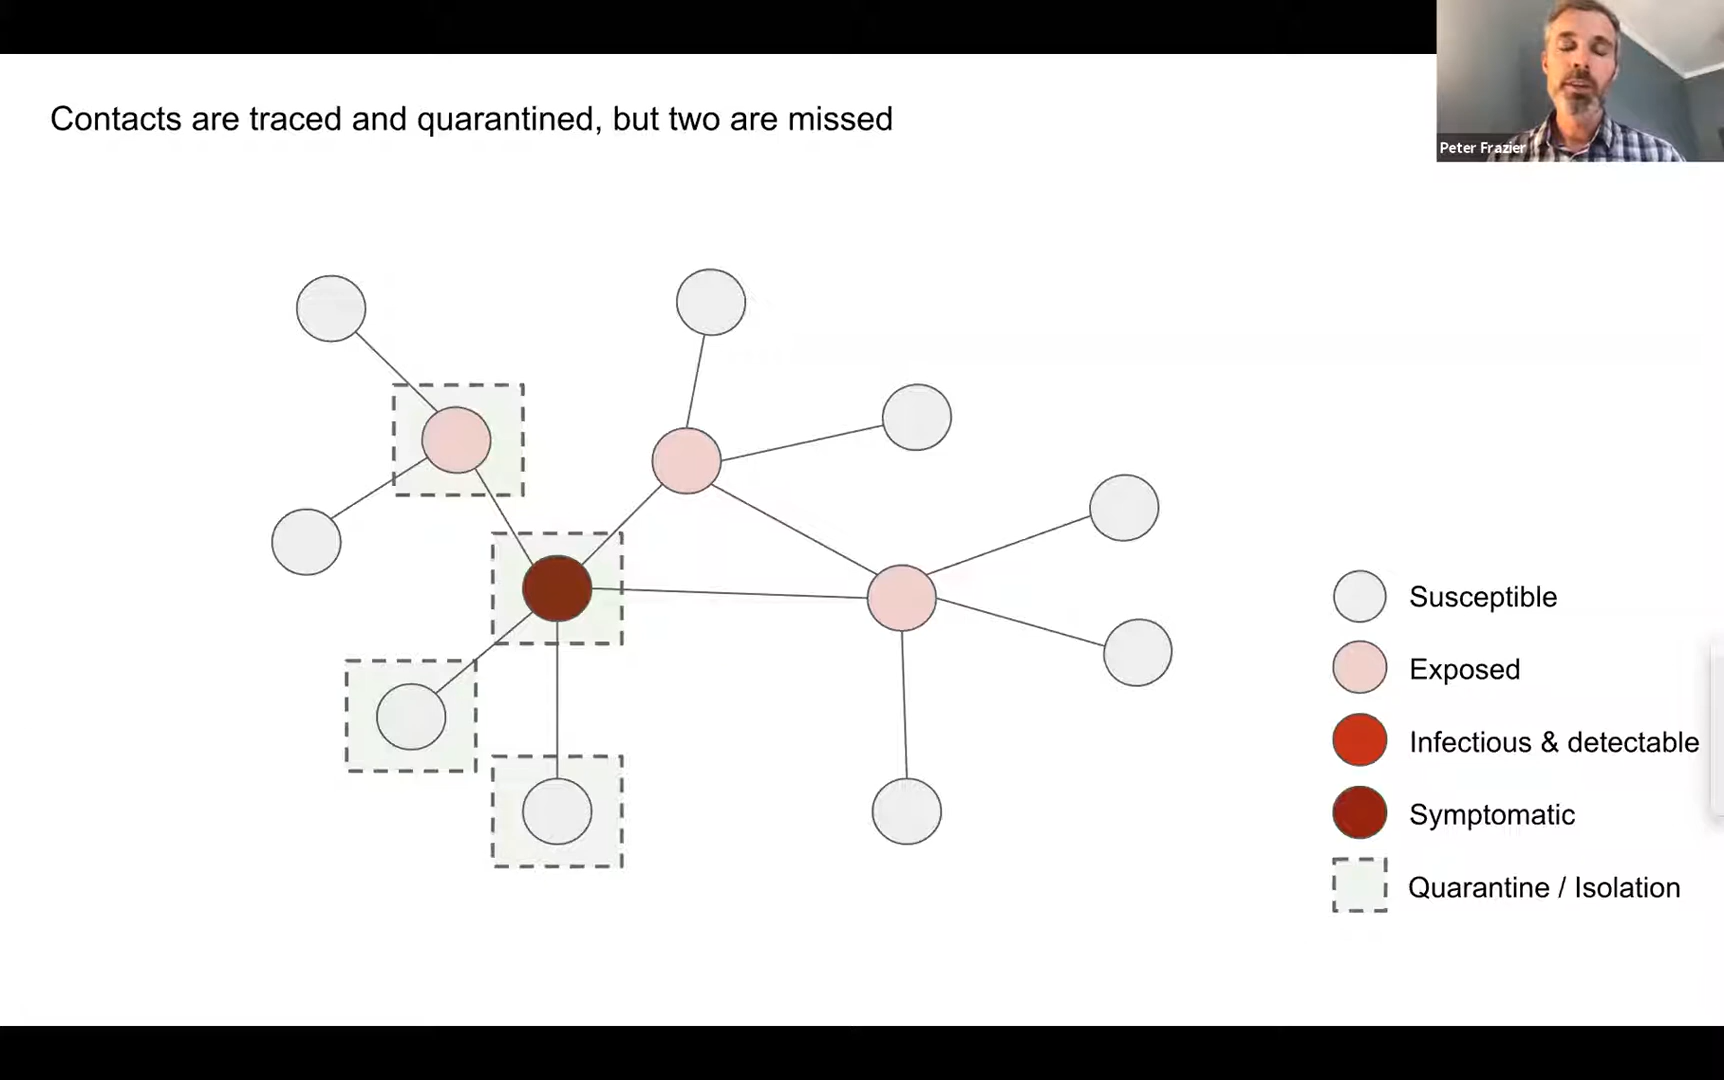 Contacts are traced and quarantined, but two are missed
Peter Frazier
Susceptible
Exposed
Infectious & detectable
Symptomatic
Quarantine / Isolation